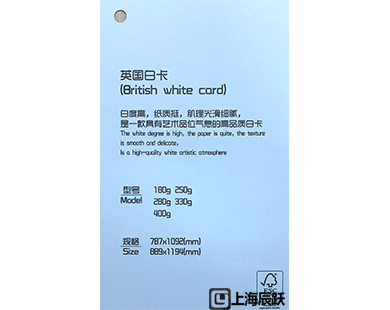 英国白卡
(British white card)
白度高，纸质挺，肌理光滑细腻，
是一款具有艺术品位气息的高品质白卡
The white degree is high, the paper is quite, the texture
is smooth and delicate,
Is a high-quality white artistic atmosphere
型号 180g 250g
Model 280g 330g
400g
规格 787x1092(mm)
Size 889x1194(mm)
FSC
上海辰跃